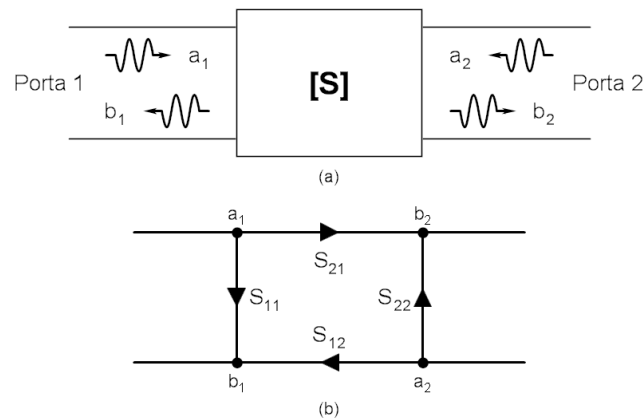 a₁ a₂
Porta 1 [S] Porta 2
b₁ b₂
(a)
a₁ b₂
S₂₁
S₁₁ S₂₂
S₁₂
b₁ a₂
(b)